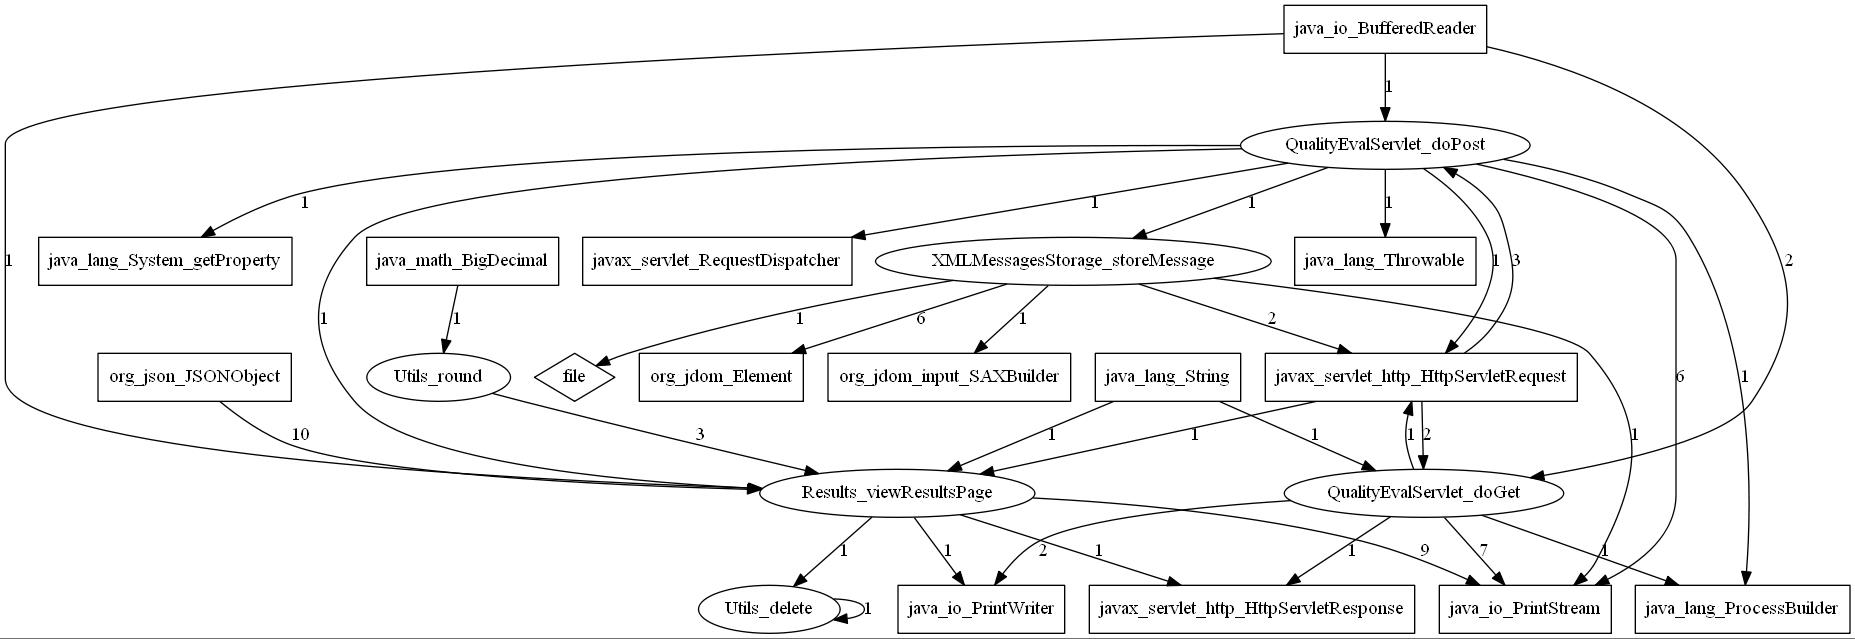 java_io_BufferedReader
1
QualityEvalServlet_doPost
1
1
1
1
java_lang_System_getProperty
java_math_BigDecimal
javax_servlet_RequestDispatcher
XMLMessagesStorage_storeMessage
java_lang_Throwable
1
1
3
2
1
1
1
6
1
2
org_json_JSONObject
Utils_round
file
org_jdom_Element
org_jdom_input_SAXBuilder
java_lang_String
javax_servlet_http_HttpServletRequest
6
1
10
3
1
1
1
1
2
1
Results_viewResultsPage
QualityEvalServlet_doGet
1
1
2
1
1
9
7
1
Utils_delete
1
java_io_PrintWriter
javax_servlet_http_HttpServletResponse
java_io_PrintStream
java_lang_ProcessBuilder